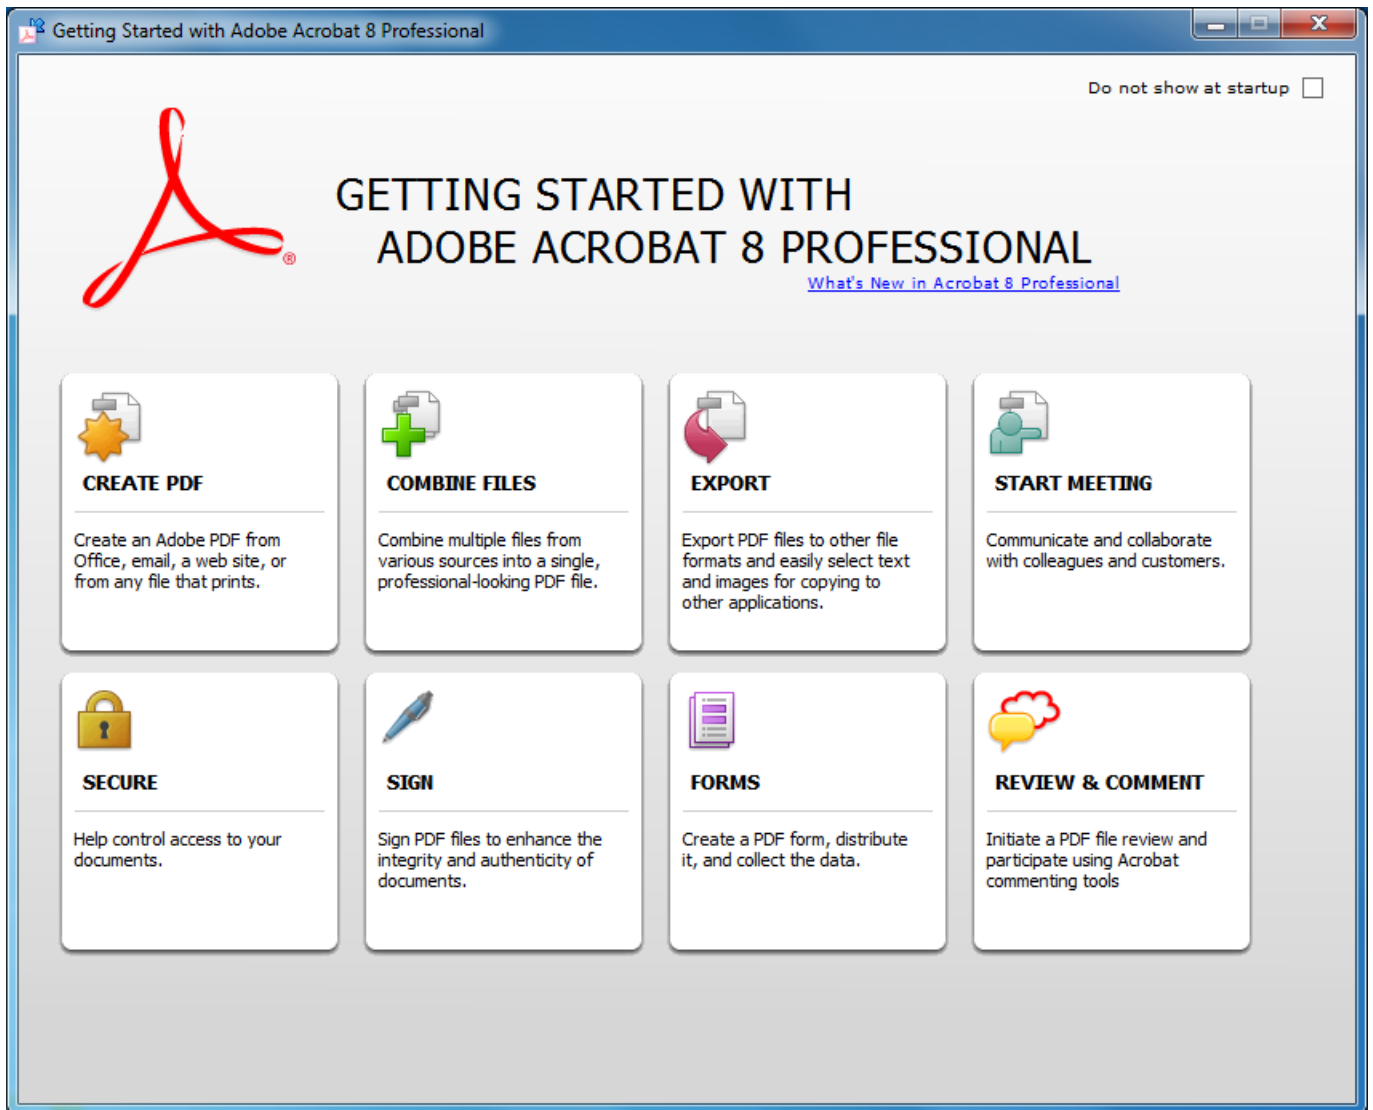 Getting Started with Adobe Acrobat 8 Professional
Do not show at startup
GETTING STARTED WITH
ADOBE ACROBAT 8 PROFESSIONAL
®
What's New in Acrobat 8 Professional
CREATE PDF
Create an Adobe PDF from
Office, email, a web site, or
from any file that prints.
COMBINE FILES
Combine multiple files from
various sources into a single,
professional-looking PDF file.
EXPORT
Export PDF files to other file
formats and easily select text
and images for copying to
other applications.
START MEETING
Communicate and collaborate
with colleagues and customers.
SECURE
Help control access to your
documents.
SIGN
Sign PDF files to enhance the
integrity and authenticity of
documents.
FORMS
Create a PDF form, distribute
it, and collect the data.
REVIEW & COMMENT
Initiate a PDF file review and
participate using Acrobat
commenting tools